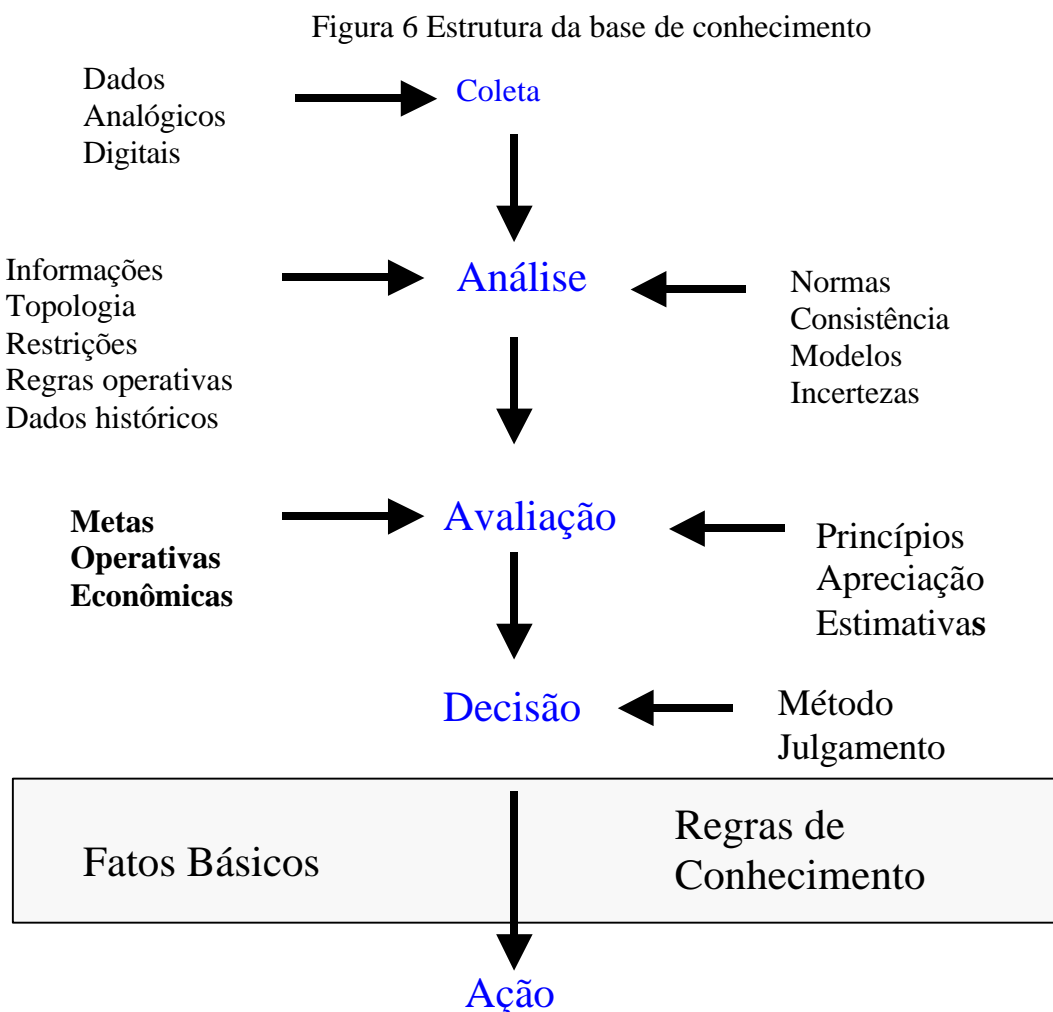 Figura 6 Estrutura da base de conhecimento
Dados
Analógicos
Digitais
Coleta
Informações
Topologia
Restrições
Regras operativas
Dados históricos
Análise
Normas
Consistência
Modelos
Incertezas
Metas
Operativas
Econômicas
Avaliação
Princípios
Apreciação
Estimativas
Decisão
Método
Julgamento
Fatos Básicos
Regras de
Conhecimento
Ação